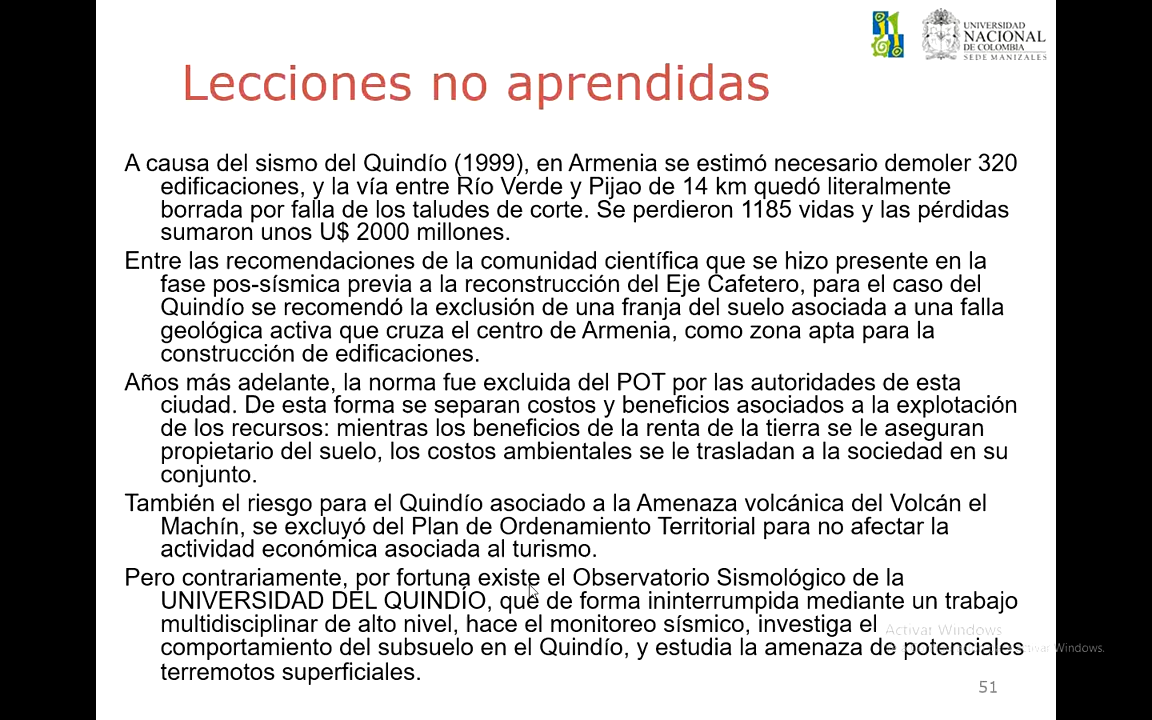 UNIVERSIDAD
NACIONAL
DE COLOMBIA
SEDE MANIZALES
Lecciones no aprendidas
A causa del sismo del Quindío (1999), en Armenia se estimó necesario demoler 320
edificaciones, y la vía entre Río Verde y Pijao de 14 km quedó literalmente
borrada por falla de los taludes de corte. Se perdieron 1185 vidas y las pérdidas
sumaron unos U$ 2000 millones.
Entre las recomendaciones de la comunidad científica que se hizo presente en la
fase pos-sísmica previa a la reconstrucción del Eje Cafetero, para el caso del
Quindío se recomendó la exclusión de una franja del suelo asociada a una falla
geológica activa que cruza el centro de Armenia, como zona apta para la
construcción de edificaciones.
Años más adelante, la norma fue excluida del POT por las autoridades de esta
ciudad. De esta forma se separan costos y beneficios asociados a la explotación
de los recursos: mientras los beneficios de la renta de la tierra se le aseguran
propietario del suelo, los costos ambientales se le trasladan a la sociedad en su
conjunto.
También el riesgo para el Quindío asociado a la Amenaza volcánica del Volcán el
Machín, se excluyó del Plan de Ordenamiento Territorial para no afectar la
actividad económica asociada al turismo.
Pero contrariamente, por fortuna existe el Observatorio Sismológico de la
UNIVERSIDAD DEL QUINDÍO, que de forma ininterrumpida mediante un trabajo
multidisciplinar de alto nivel, hace el monitoreo sísmico, investiga el
comportamiento del subsuelo en el Quindío, y estudia la amenaza de potenciales
terremotos superficiales.
Activar Windows
Windows.
51